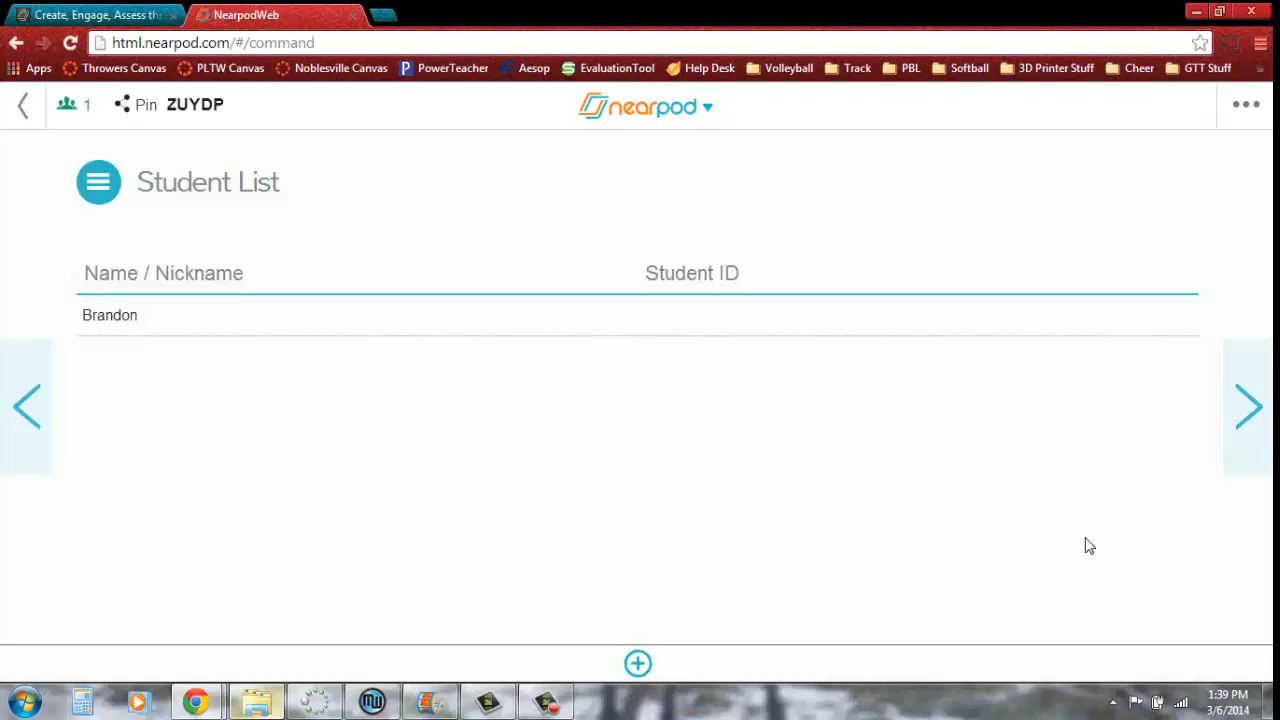 Create, Engage, Assess thr
NearpodWeb
html.nearpod.com/#/command
Apps Throwers Canvas PLTW Canvas Noblesville Canvas P PowerTeacher Aesop EvaluationTool Help Desk Volleyball Track PBL Softball 3D Printer Stuff Cheer GTT Stuff »
1 Pin ZUYDP nearpod
Student List
Name / Nickname Student ID
Brandon
1:39 PM
3/6/2014